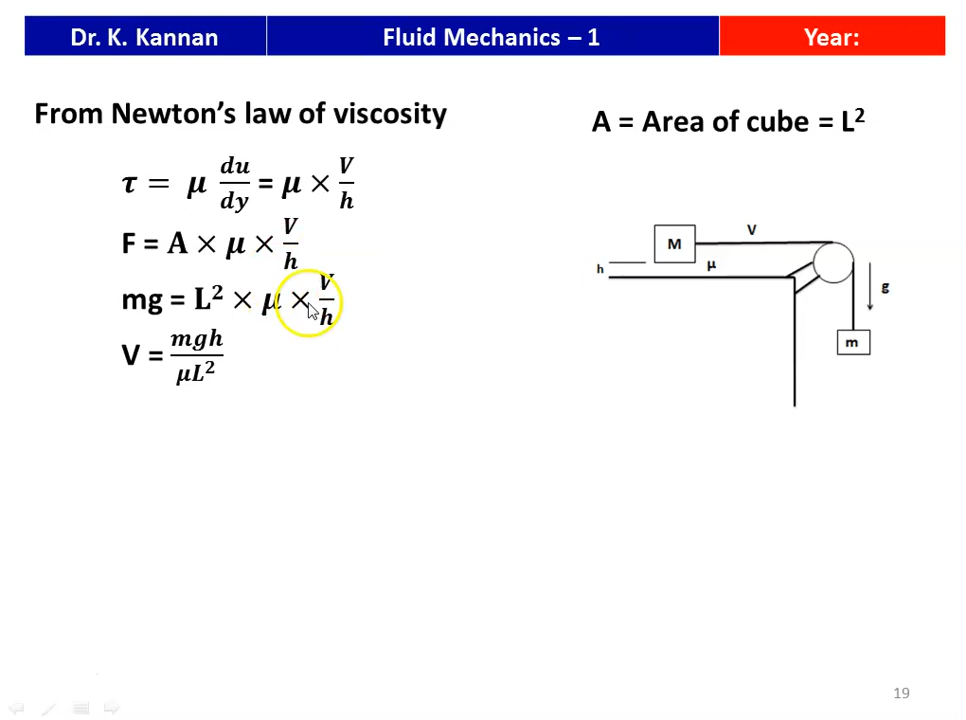 Dr. K. Kannan
Fluid Mechanics – 1
Year:
From Newton's law of viscosity
τ = μ du/dy = μ × V/h
F = A × μ × V/h
mg = L² × μ × V/h
V = mgh/μL²
A = Area of cube = L²
V
M
h
μ
g
m
19